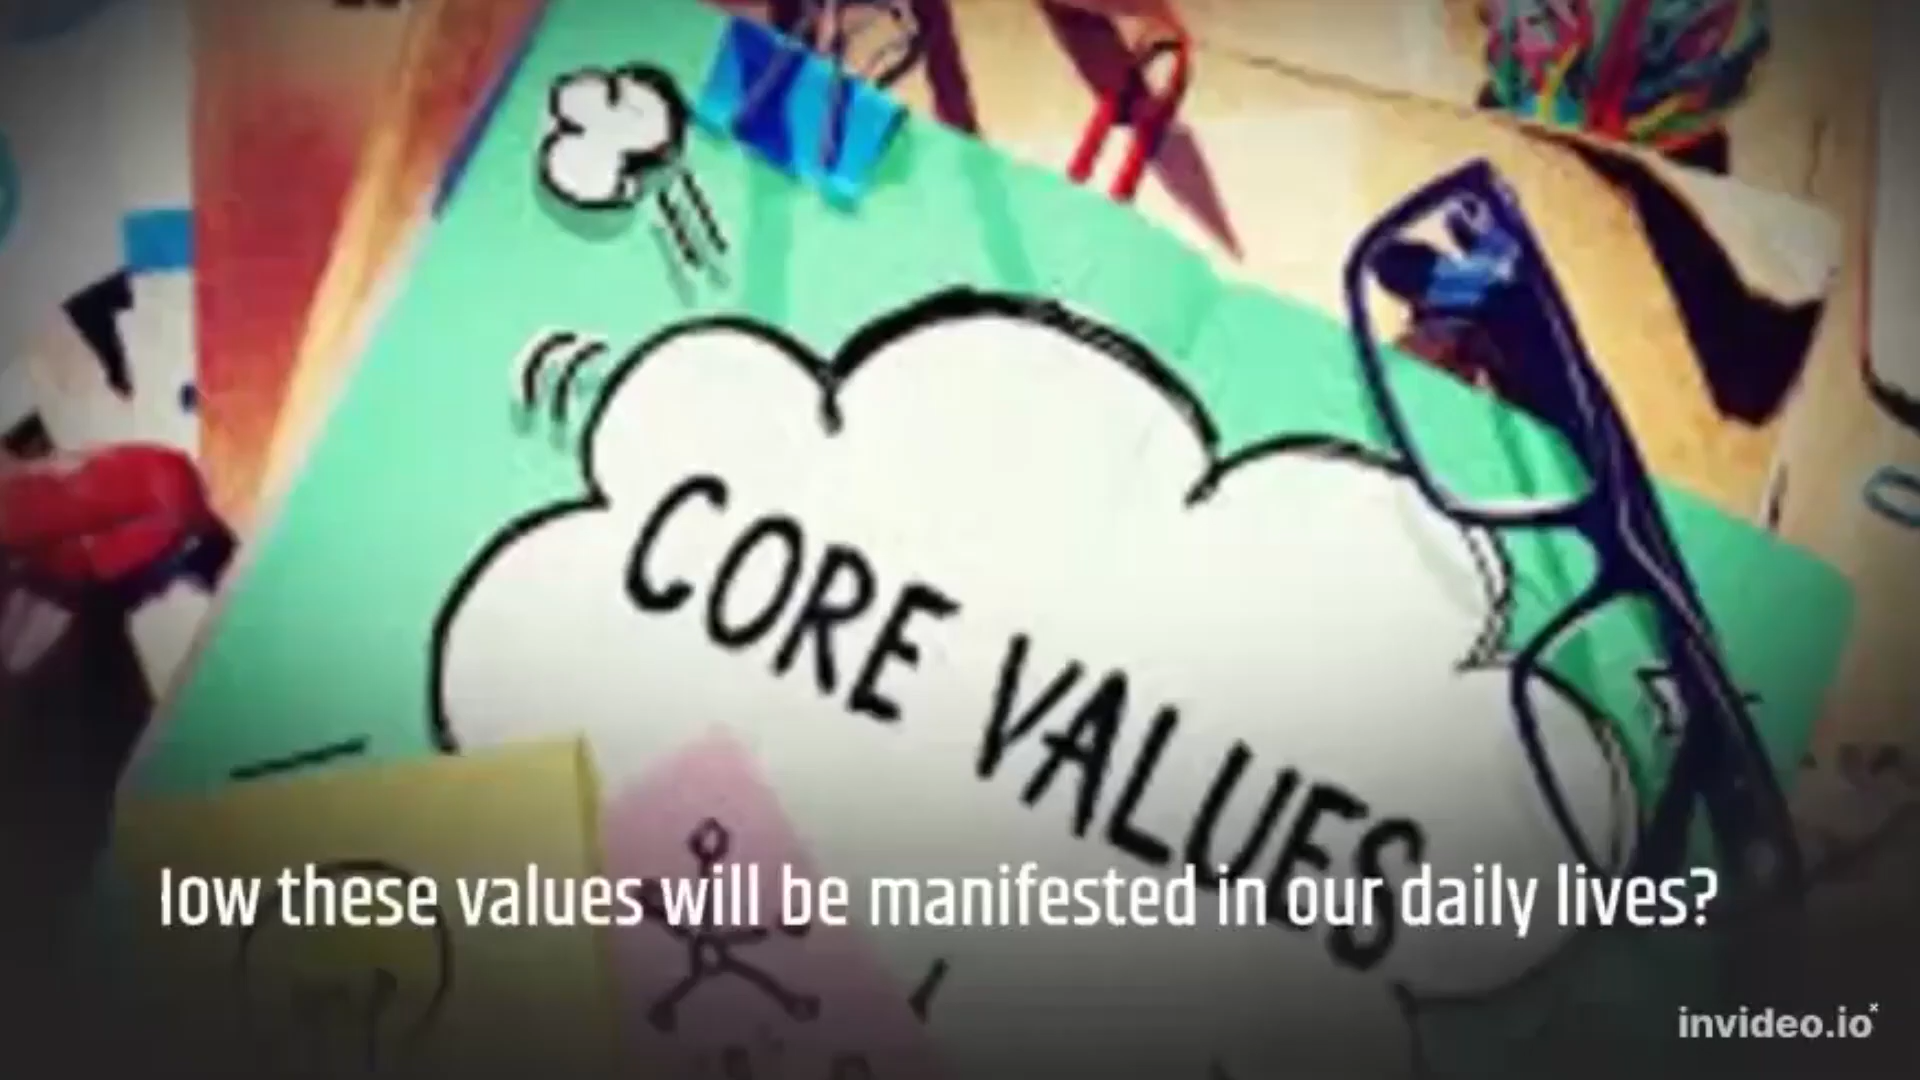 CORE VALUES
low these values will be manifested in our daily lives?
invideo.io